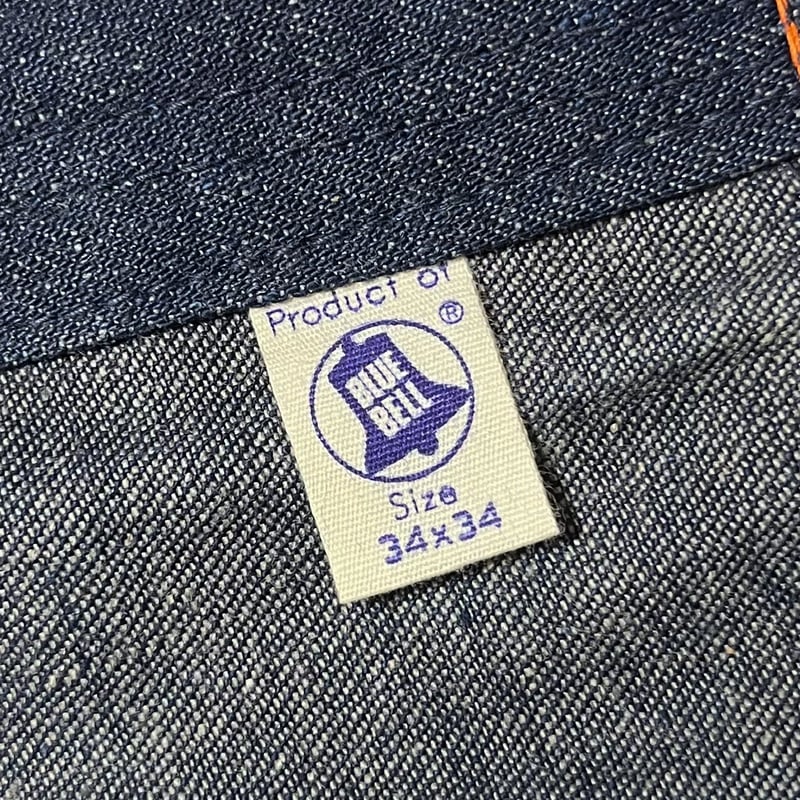 Product of
®
BLUE
BELL
Size
34x34